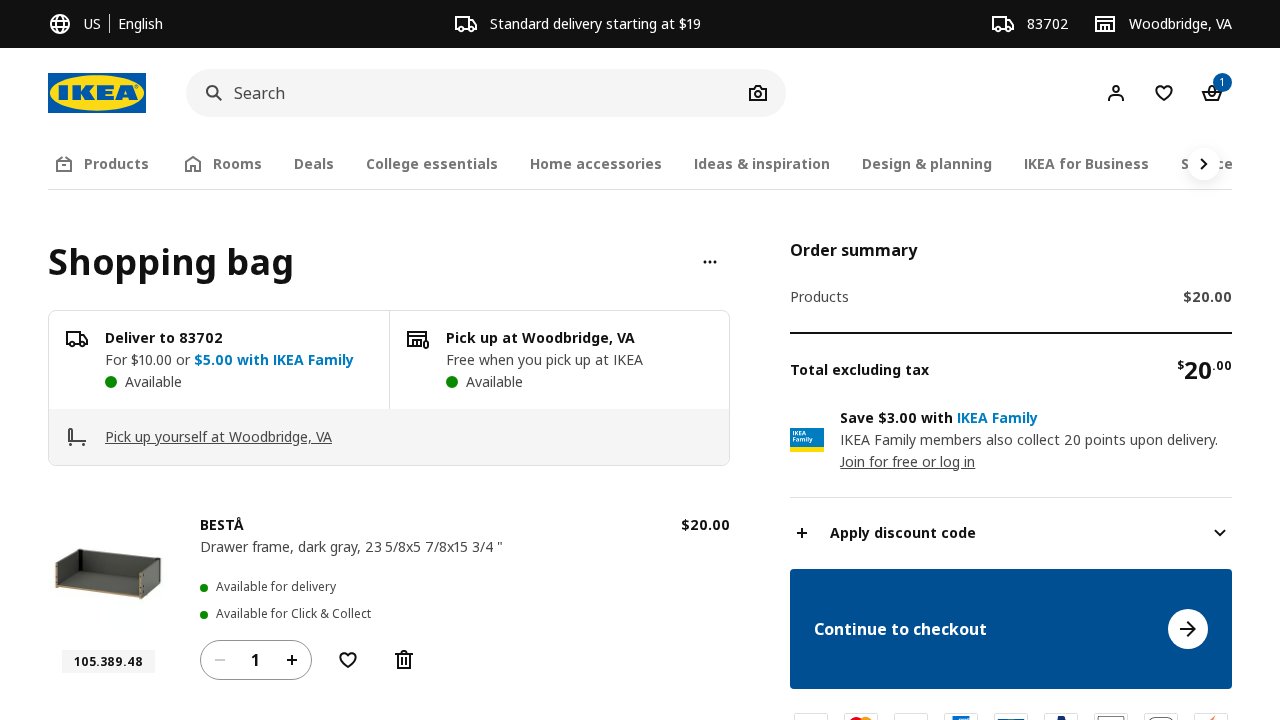 US English
Standard delivery starting at $19
83702
Woodbridge, VA
IKEA
Search
1
Products
Rooms
Deals
College essentials
Home accessories
Ideas & inspiration
Design & planning
IKEA for Business
Shopping bag
Deliver to 83702
For $10.00 or $5.00 with IKEA Family
Available
Pick up at Woodbridge, VA
Free when you pick up at IKEA
Available
Pick up yourself at Woodbridge, VA
BESTÅ
$20.00
Drawer frame, dark gray, 23 5/8x5 7/8x15 3/4 "
Available for delivery
Available for Click & Collect
105.389.48
1
Order summary
Products $20.00
Total excluding tax $20.00
IKEA
Family
Save $3.00 with IKEA Family
IKEA Family members also collect 20 points upon delivery.
Join for free or log in
Apply discount code
Continue to checkout